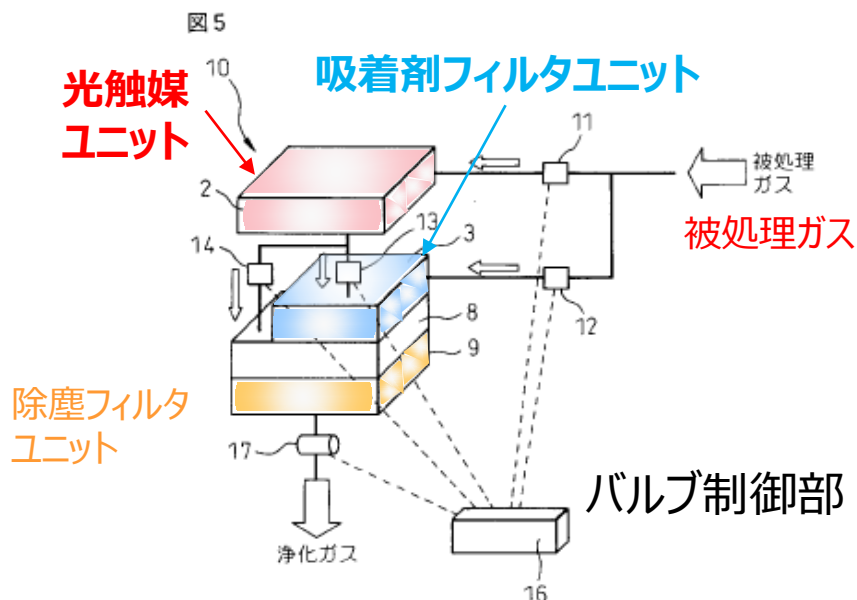 図5
10
光触媒
ユニット
吸着剤フィルタユニット
11
被処理
ガス
被処理ガス
2
13
3
14
12
8
9
除塵フィルタ
ユニット
17
バルブ制御部
浄化ガス
16